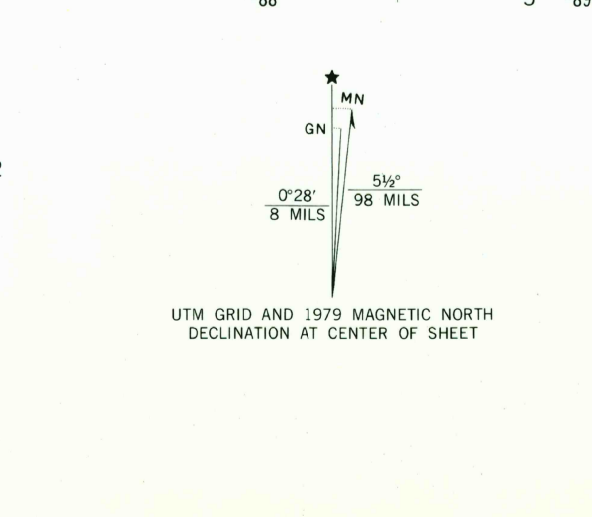 ★
MN
GN
5½°
98 MILS
0°28′
8 MILS
UTM GRID AND 1979 MAGNETIC NORTH
DECLINATION AT CENTER OF SHEET